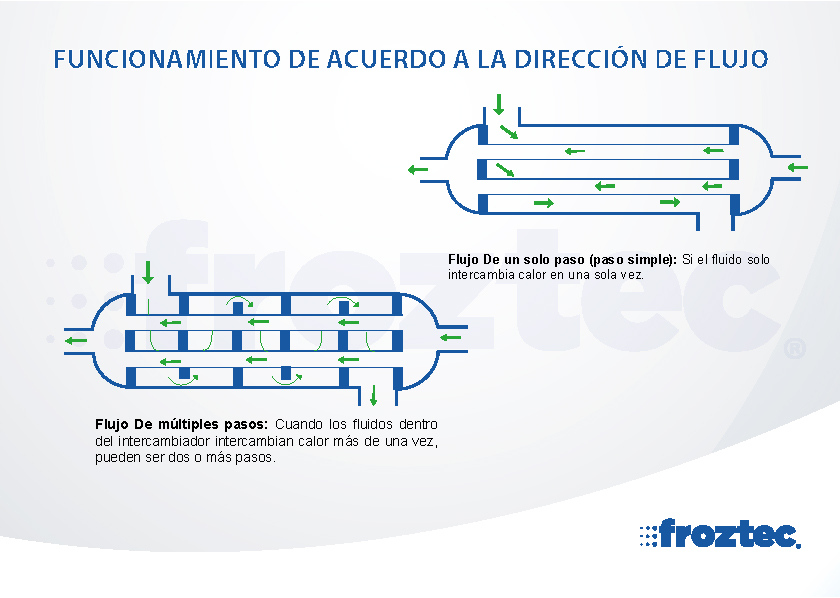 FUNCIONAMIENTO DE ACUERDO A LA DIRECCIÓN DE FLUJO
Flujo De un solo paso (paso simple): Si el fluido solo
intercambia calor en una sola vez.
froztec®
Flujo De múltiples pasos: Cuando los fluidos dentro
del intercambiador intercambian calor más de una vez,
pueden ser dos o más pasos.
froztec®